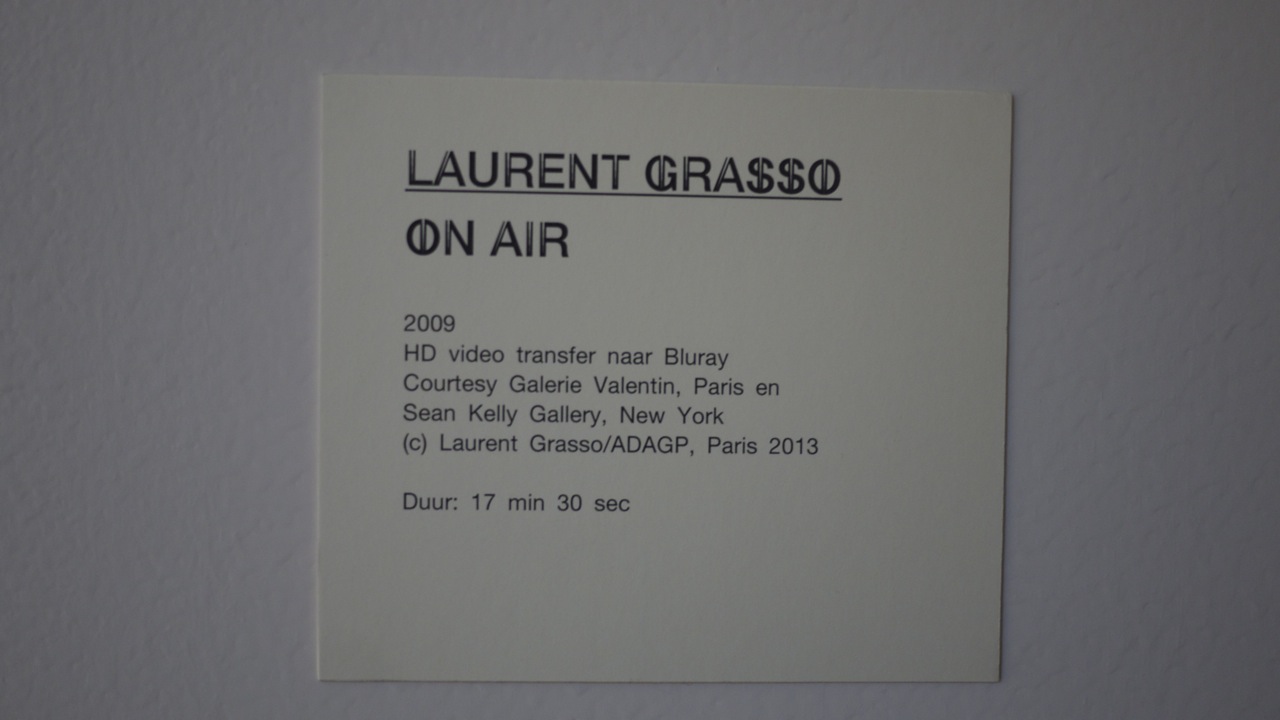 LAURENT GRASSO
ON AIR
2009
HD video transfer naar Bluray
Courtesy Galerie Valentin, Paris en
Sean Kelly Gallery, New York
(c) Laurent Grasso/ADAGP, Paris 2013
Duur: 17 min 30 sec